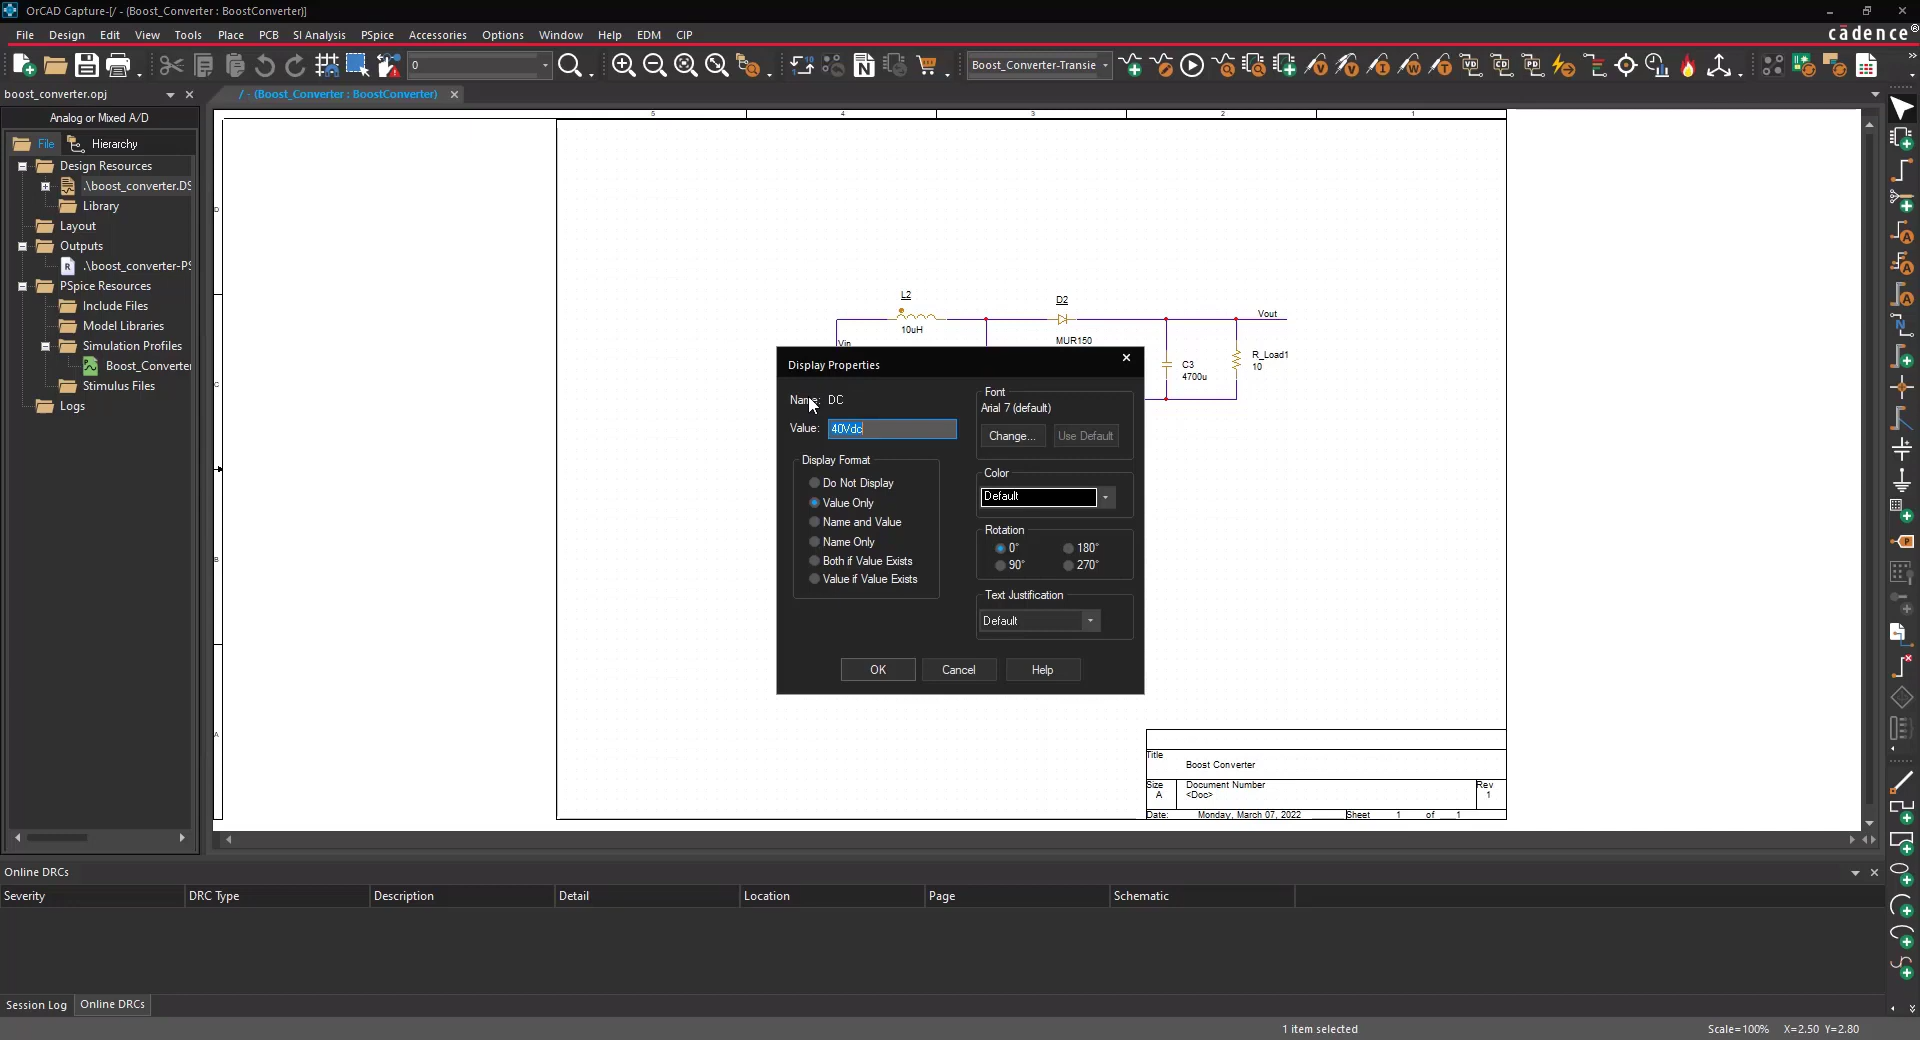 OrCAD Capture-[/ - (Boost_Converter : BoostConverter)]
File Design Edit View Tools Place PCB SI Analysis PSpice Accessories Options Window Help EDM CIP
cādence®
0
Boost_Converter-Transie
boost_converter.opj
/ - (Boost_Converter : BoostConverter)
Analog or Mixed A/D
File Hierarchy
Design Resources
.\boost_converter.DS
Library
Layout
Outputs
.\boost_converter-PS
PSpice Resources
Include Files
Model Libraries
Simulation Profiles
Boost_Converte
Stimulus Files
Logs
5 4 3 2 1
D
C
B
A
L2
10uH
D2
MUR150
Vout
Vin
C3
4700u
R_Load1
10
Display Properties
Name: DC
Value: 40Vdc
Display Format
Do Not Display
Value Only
Name and Value
Name Only
Both if Value Exists
Value if Value Exists
Font
Arial 7 (default)
Change... Use Default
Color
Default
Rotation
0° 180°
90° 270°
Text Justification
Default
OK Cancel Help
Title
Boost Converter
Size Document Number Rev
A <Doc> 1
Date: Monday, March 07, 2022 Sheet 1 of 1
Online DRCs
Severity DRC Type Description Detail Location Page Schematic
Session Log Online DRCs
1 item selected Scale=100% X=2.50 Y=2.80